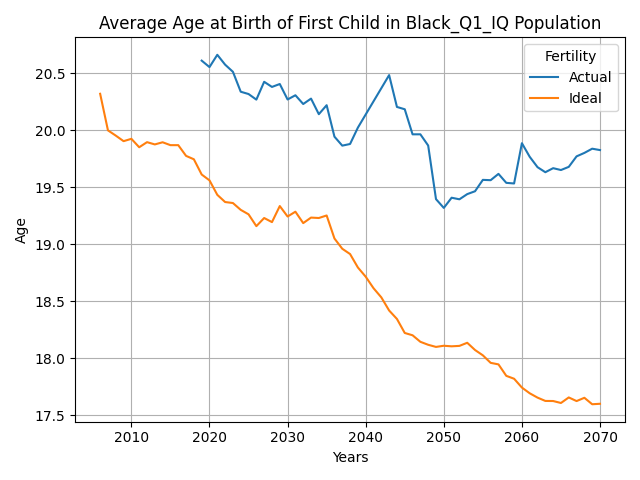 Average Age at Birth of First Child in Black_Q1_IQ Population
Fertility
Actual
Ideal
Age
20.5
20.0
19.5
19.0
18.5
18.0
17.5
2010 2020 2030 2040 2050 2060 2070
Years